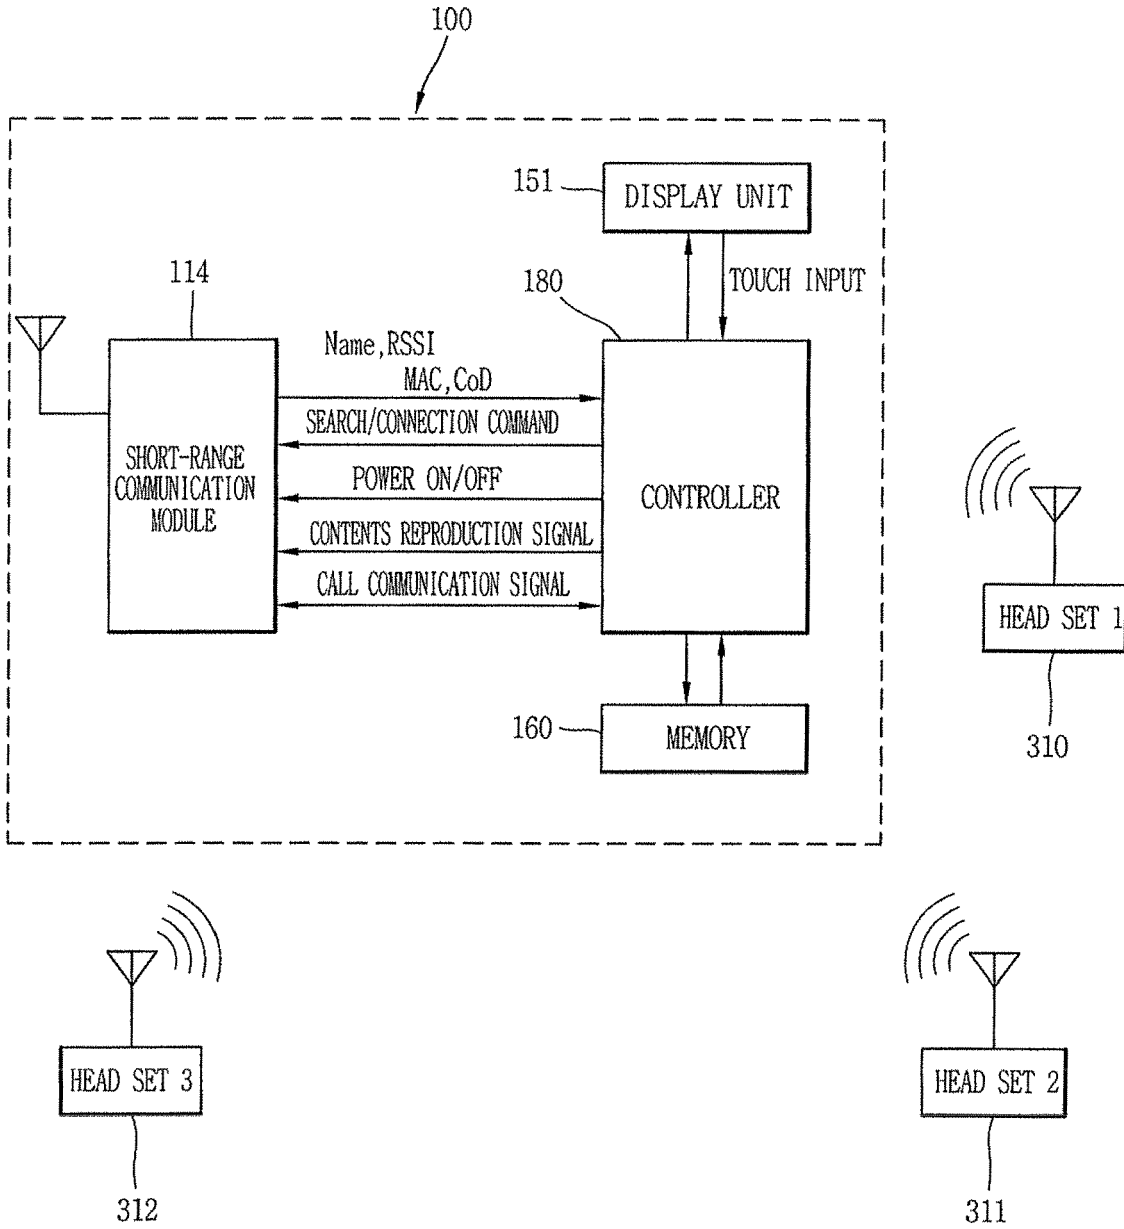 100
151
DISPLAY UNIT
TOUCH INPUT
114
180
Name,RSSI
MAC,CoD
SEARCH/CONNECTION COMMAND
SHORT-RANGE
COMMUNICATION
MODULE
POWER ON/OFF
CONTROLLER
CONTENTS REPRODUCTION SIGNAL
CALL COMMUNICATION SIGNAL
HEAD SET 1
310
160
MEMORY
HEAD SET 3
312
HEAD SET 2
311